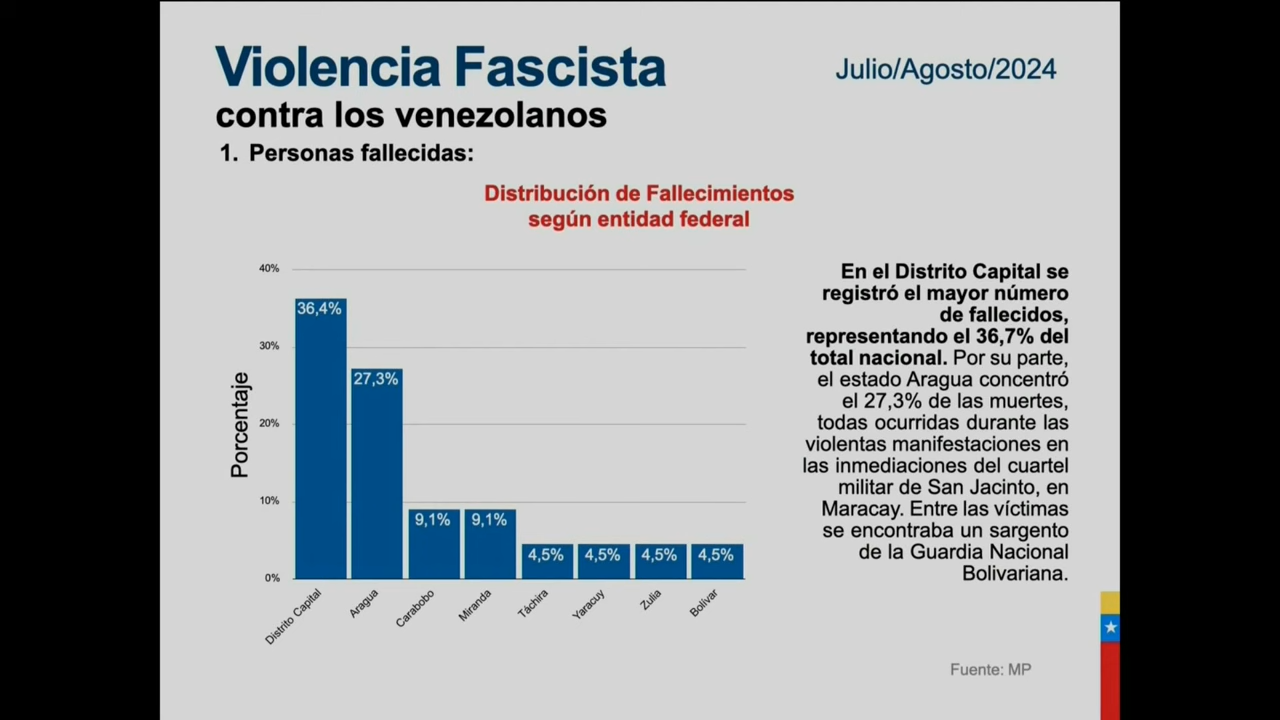 Violencia Fascista
Julio/Agosto/2024
contra los venezolanos
1. Personas fallecidas:
Distribución de Fallecimientos
según entidad federal
Porcentaje
40%
30%
20%
10%
0%
36,4%
27,3%
9,1%
9,1%
4,5%
4,5%
4,5%
4,5%
Distrito Capital
Aragua
Carabobo
Miranda
Táchira
Yaracuy
Zulia
Bolívar
En el Distrito Capital se
registró el mayor número
de fallecidos,
representando el 36,7% del
total nacional. Por su parte,
el estado Aragua concentró
el 27,3% de las muertes,
todas ocurridas durante las
violentas manifestaciones en
las inmediaciones del cuartel
militar de San Jacinto, en
Maracay. Entre las víctimas
se encontraba un sargento
de la Guardia Nacional
Bolivariana.
Fuente: MP